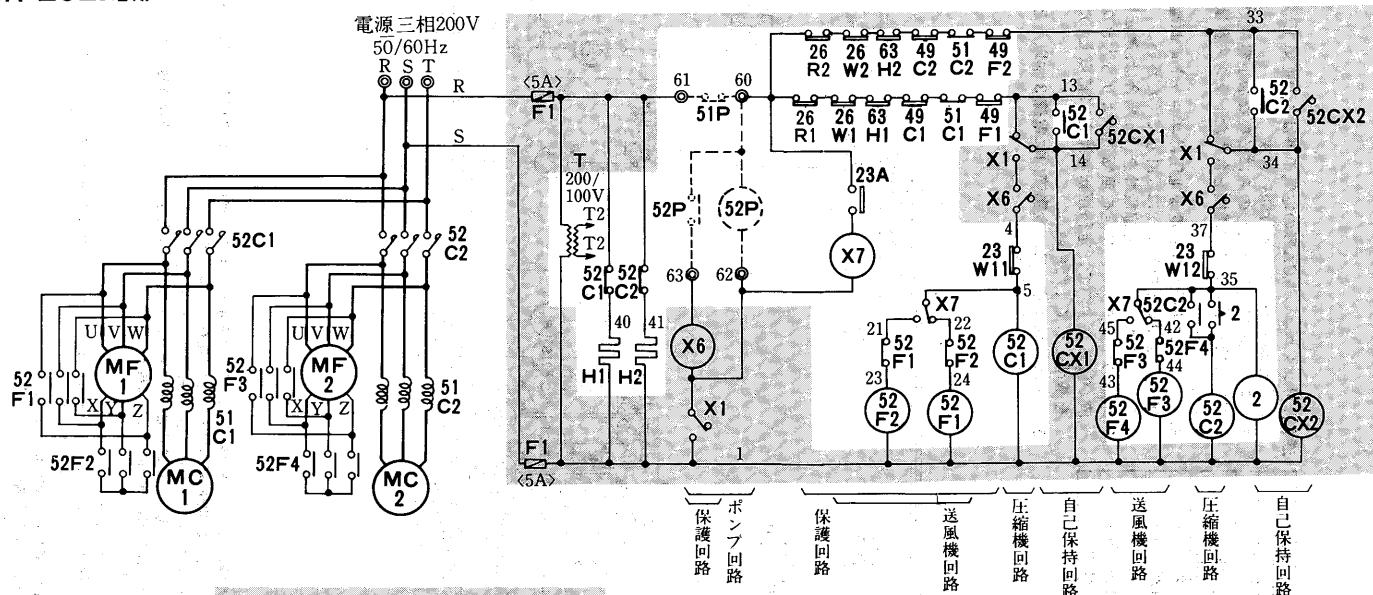 電源三相200V
50/60Hz
R S T
R
S
<5A>
F1
61
60
51P
26 R2
26 W2
63 H2
49 C2
51 C2
49 F2
26 R1
26 W1
63 H1
49 C1
51 C1
49 F1
13
52 C1
52CX1
14
33
52 C2
52CX2
34
X1
X6
X1
X6
T
200/100V
T2
T2
52P
52P
23A
X7
63
62
4
23 W11
5
37
23 W12
35
52C1
52 C2
52 C1
52 C2
40
41
H1
H2
X6
X1
X7
21
22
52 F1
52 F2
23
24
52 F2
52 F1
52 C1
52 CX1
X7
52C2
2
45
42
52 F3
52F4
43
44
52 F4
52 F3
52 C2
2
52 CX2
U V W
MF 1
X Y Z
52 F1
52F2
51 C1
MC 1
U V W
MF 2
X Y Z
52 F3
52F4
51 C2
MC 2
F1
<5A>
1
保護回路
ポンプ回路
保護回路
送風機回路
圧縮機回路
自己保持回路
送風機回路
圧縮機回路
自己保持回路